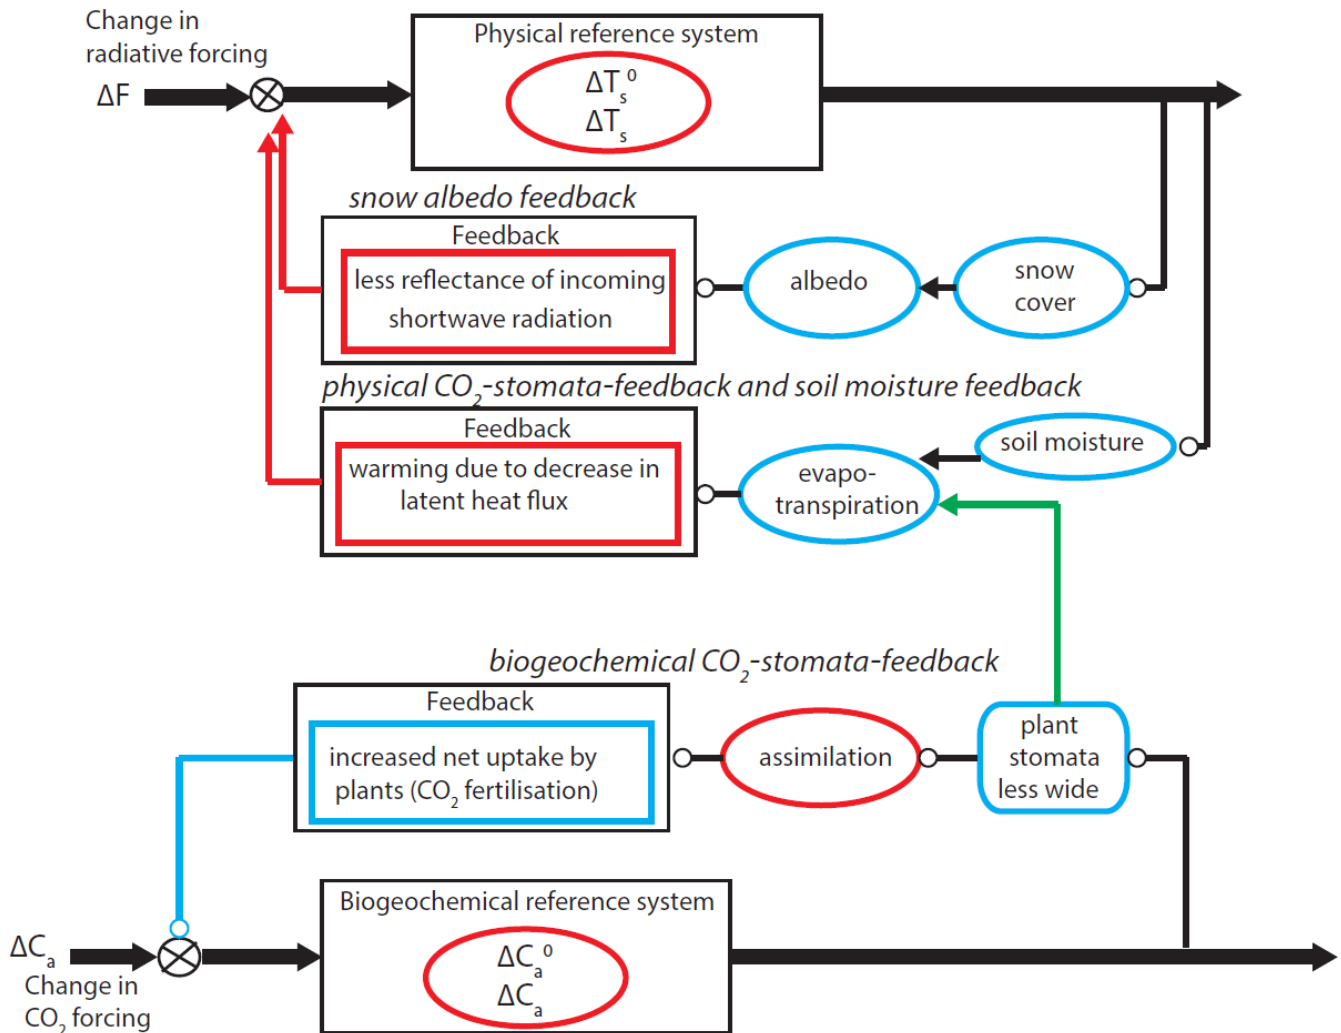 Change in
radiative forcing
ΔF
Physical reference system
ΔTs⁰
ΔTs
snow albedo feedback
Feedback
less reflectance of incoming
shortwave radiation
albedo
snow
cover
physical CO₂-stomata-feedback and soil moisture feedback
Feedback
warming due to decrease in
latent heat flux
evapo-
transpiration
soil moisture
biogeochemical CO₂-stomata-feedback
Feedback
increased net uptake by
plants (CO₂ fertilisation)
assimilation
plant
stomata
less wide
Biogeochemical reference system
ΔCa⁰
ΔCa
ΔCa
Change in
CO₂ forcing